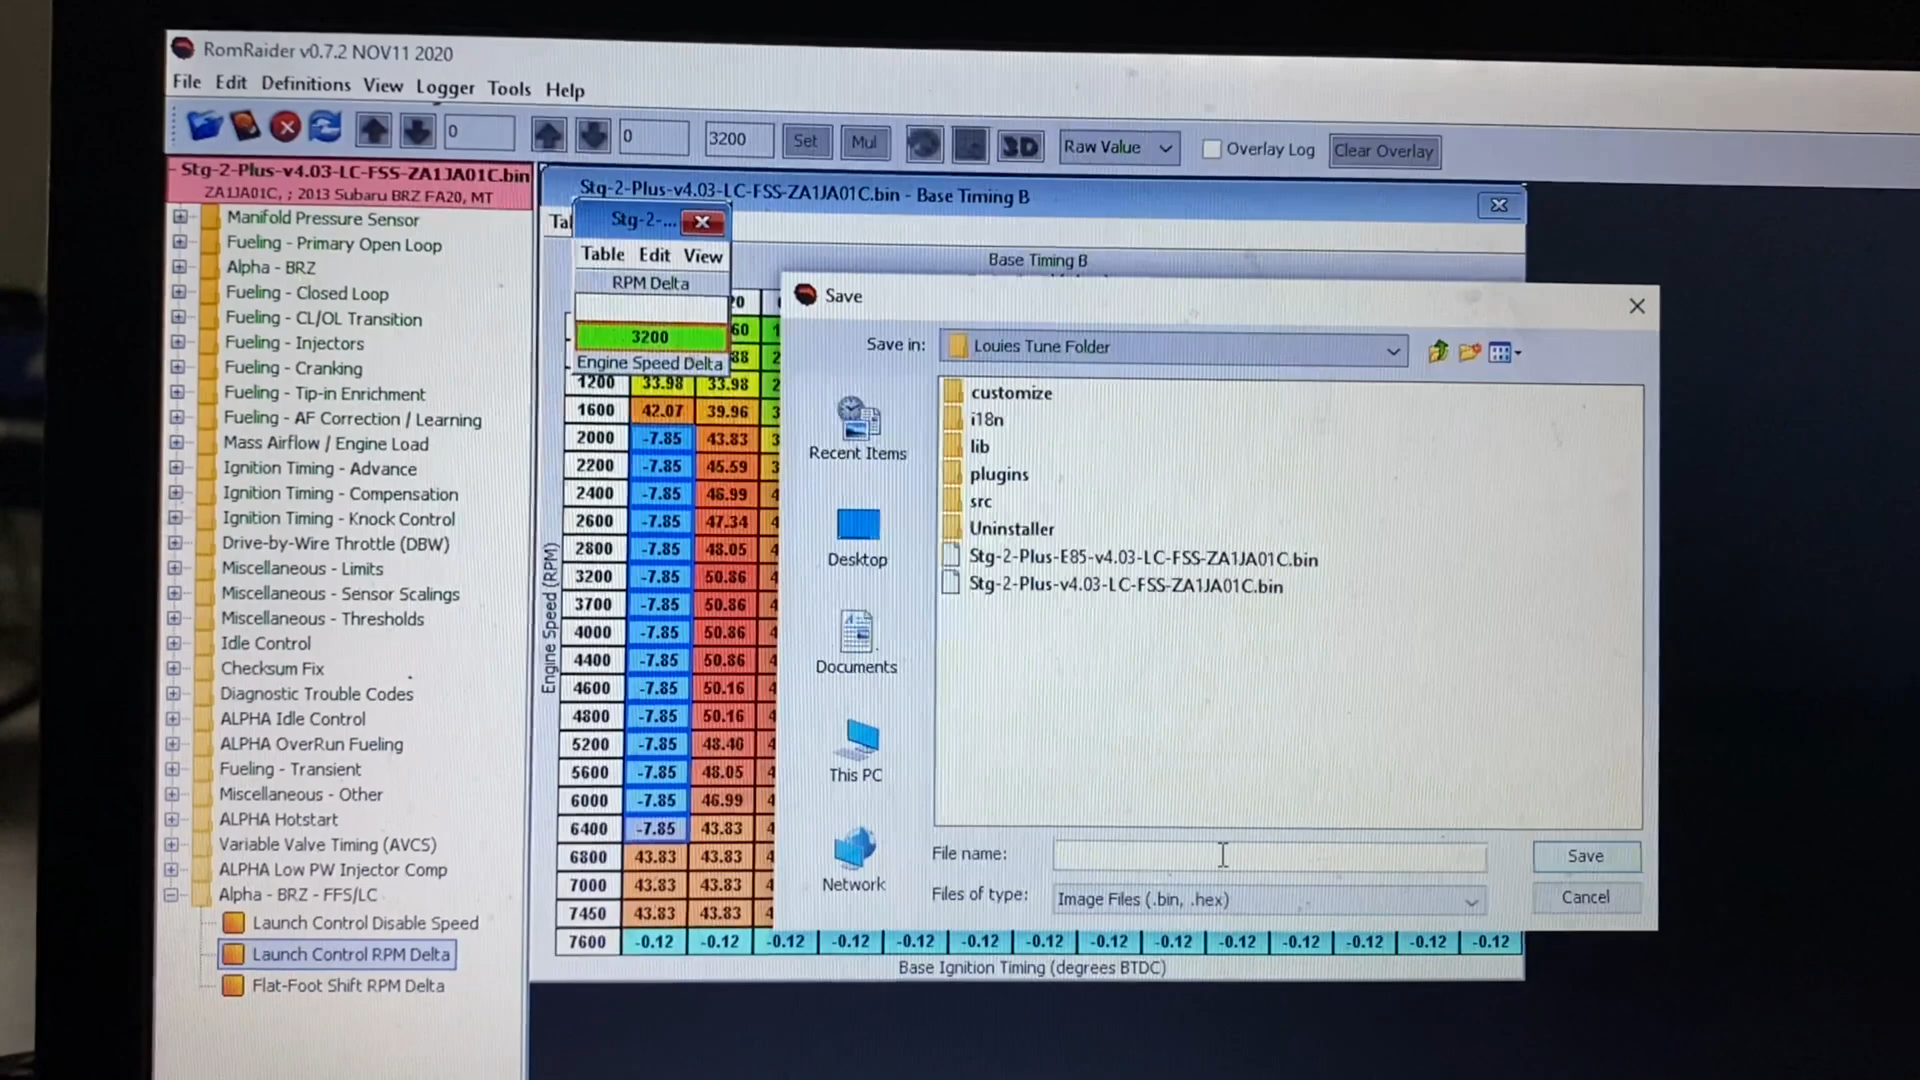 RomRaider v0.7.2 NOV11 2020
File Edit Definitions View Logger Tools Help
0 0 3200 Set Mul 3D Raw Value Overlay Log Clear Overlay
Stg-2-Plus-v4.03-LC-FSS-ZA1JA01C.bin
ZA1JA01C, ; 2013 Subaru BRZ FA20, MT
Manifold Pressure Sensor
Fueling - Primary Open Loop
Alpha - BRZ
Fueling - Closed Loop
Fueling - CL/OL Transition
Fueling - Injectors
Fueling - Cranking
Fueling - Tip-in Enrichment
Fueling - AF Correction / Learning
Mass Airflow / Engine Load
Ignition Timing - Advance
Ignition Timing - Compensation
Ignition Timing - Knock Control
Drive-by-Wire Throttle (DBW)
Miscellaneous - Limits
Miscellaneous - Sensor Scalings
Miscellaneous - Thresholds
Idle Control
Checksum Fix
Diagnostic Trouble Codes
ALPHA Idle Control
ALPHA OverRun Fueling
Fueling - Transient
Miscellaneous - Other
ALPHA Hotstart
Variable Valve Timing (AVCS)
ALPHA Low PW Injector Comp
Alpha - BRZ - FFS/LC
Launch Control Disable Speed
Launch Control RPM Delta
Flat-Foot Shift RPM Delta
Stg-2-Plus-v4.03-LC-FSS-ZA1JA01C.bin - Base Timing B
Base Timing B
Stg-2-...
Table Edit View
RPM Delta
3200
Engine Speed Delta
Engine Speed (RPM)
1200 33.98 33.98
1600 42.07 39.96
2000 -7.85 43.83
2200 -7.85 45.59
2400 -7.85 46.99
2600 -7.85 47.34
2800 -7.85 48.05
3200 -7.85 50.86
3700 -7.85 50.86
4000 -7.85 50.86
4400 -7.85 50.86
4600 -7.85 50.16
4800 -7.85 50.16
5200 -7.85 48.40
5600 -7.85 48.05
6000 -7.85 46.99
6400 -7.85 43.83
6800 43.83 43.83
7000 43.83 43.83
7450 43.83 43.83
7600 -0.12 -0.12 -0.12 -0.12 -0.12 -0.12 -0.12 -0.12 -0.12 -0.12 -0.12 -0.12 -0.12 -0.12
Base Ignition Timing (degrees BTDC)
Save
Save in: Louies Tune Folder
Recent Items
Desktop
Documents
This PC
Network
customize
i18n
lib
plugins
src
Uninstaller
Stg-2-Plus-E85-v4.03-LC-FSS-ZA1JA01C.bin
Stg-2-Plus-v4.03-LC-FSS-ZA1JA01C.bin
File name: Save
Files of type: Image Files (.bin, .hex) Cancel